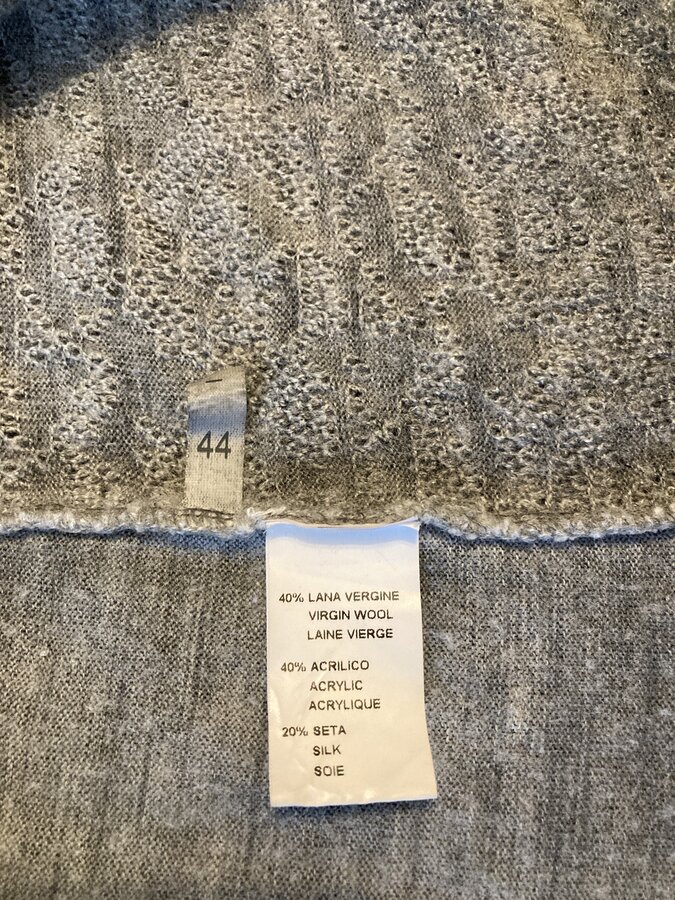 44
40% LANA VERGINE
VIRGIN WOOL
LAINE VIERGE
40% ACRILICO
ACRYLIC
ACRYLIQUE
20% SETA
SILK
SOIE